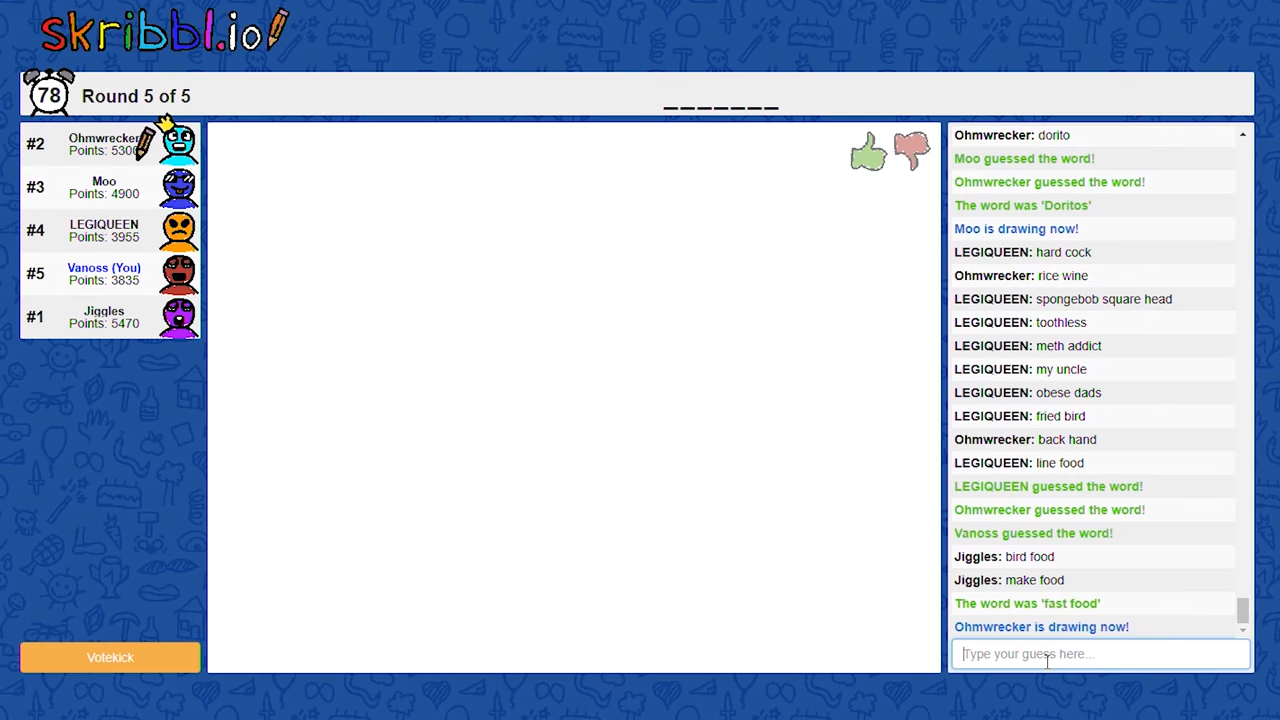 skribbl.io
78
Round 5 of 5
_______
#2
Ohmwrecker
Points: 5300
#3
Moo
Points: 4900
#4
LEGIQUEEN
Points: 3955
#5
Vanoss (You)
Points: 3835
#1
Jiggles
Points: 5470
Votekick
Ohmwrecker: dorito
Moo guessed the word!
Ohmwrecker guessed the word!
The word was 'Doritos'
Moo is drawing now!
LEGIQUEEN: hard cock
Ohmwrecker: rice wine
LEGIQUEEN: spongebob square head
LEGIQUEEN: toothless
LEGIQUEEN: meth addict
LEGIQUEEN: my uncle
LEGIQUEEN: obese dads
LEGIQUEEN: fried bird
Ohmwrecker: back hand
LEGIQUEEN: line food
LEGIQUEEN guessed the word!
Ohmwrecker guessed the word!
Vanoss guessed the word!
Jiggles: bird food
Jiggles: make food
The word was 'fast food'
Ohmwrecker is drawing now!
Type your guess here...